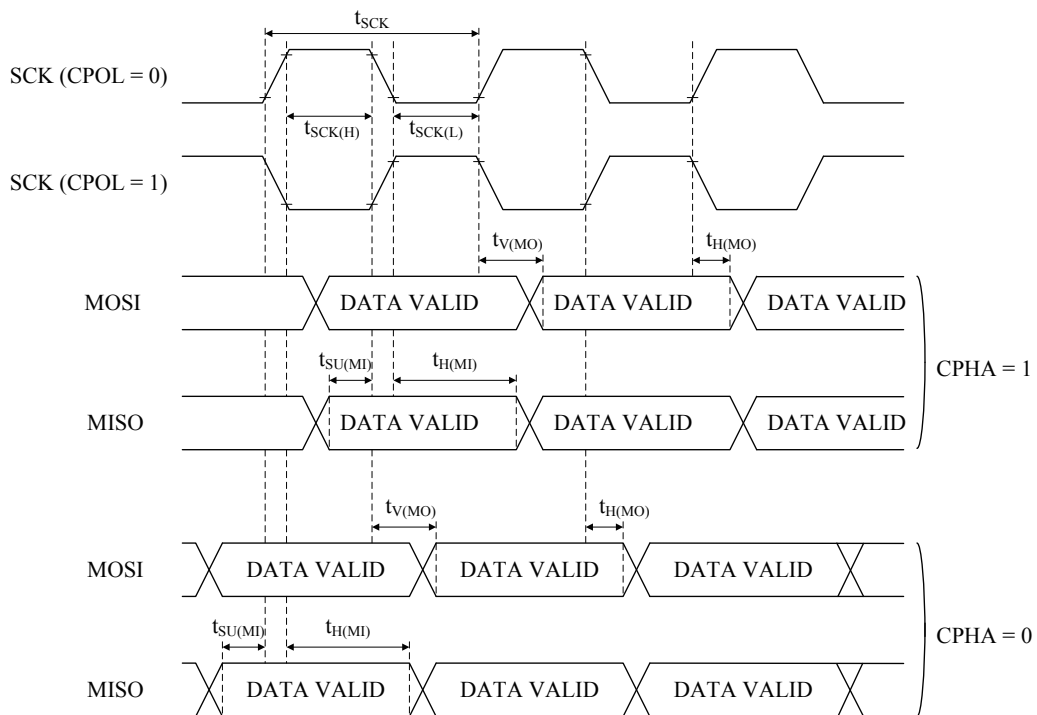 tSCK
SCK (CPOL = 0)
tSCK(H) tSCK(L)
SCK (CPOL = 1)
tV(MO) tH(MO)
MOSI DATA VALID DATA VALID DATA VALID
tSU(MI) tH(MI)
CPHA = 1
MISO DATA VALID DATA VALID DATA VALID
tV(MO) tH(MO)
MOSI DATA VALID DATA VALID DATA VALID
tSU(MI) tH(MI)
CPHA = 0
MISO DATA VALID DATA VALID DATA VALID